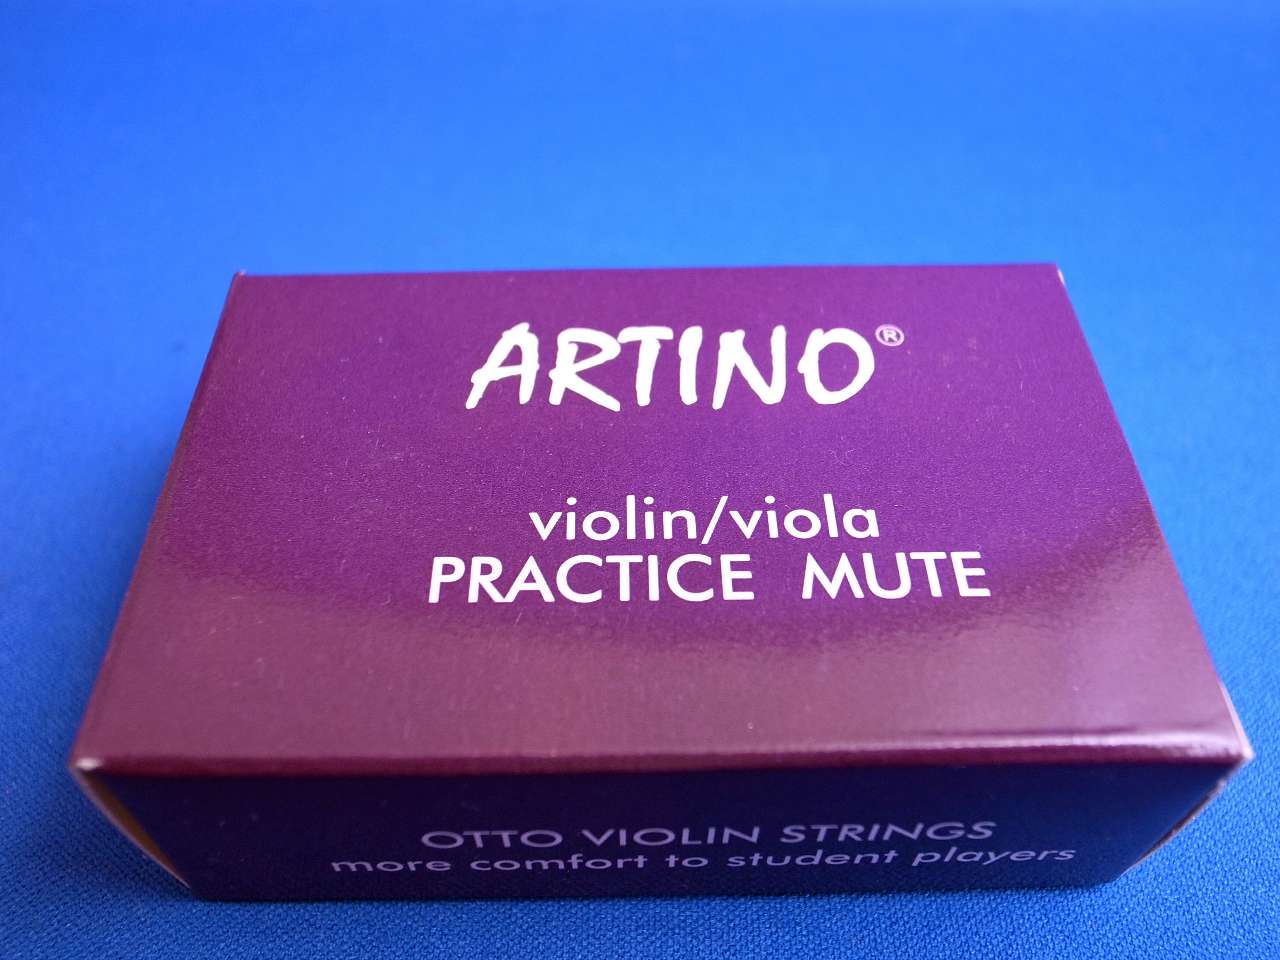 ARTINO®
violin/viola
PRACTICE MUTE
OTTO VIOLIN STRINGS
more comfort to student players